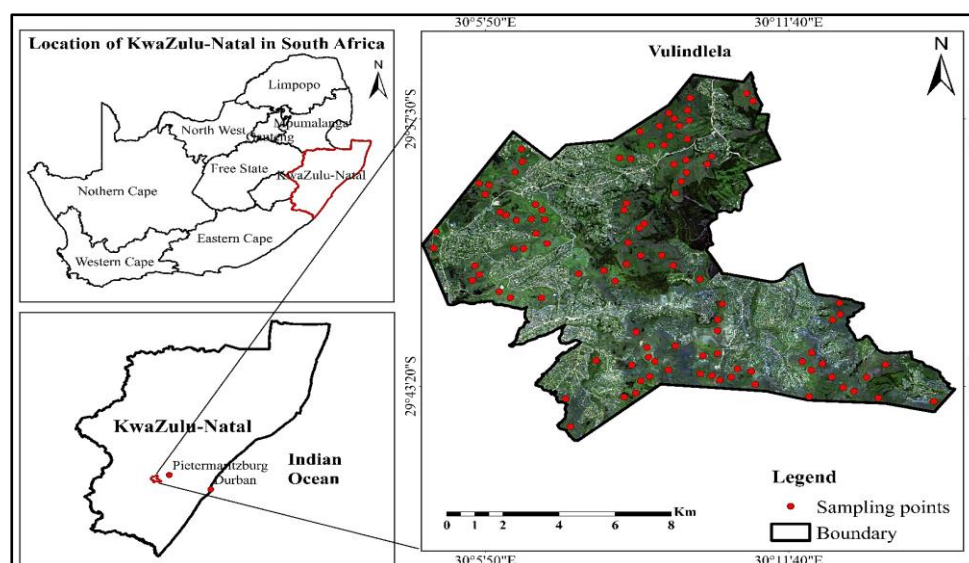 30°5'50"E
30°11'40"E
Location of KwaZulu-Natal in South Africa
N
Limpopo
North West
Mpumalanga
Gauteng
Free State
KwaZulu-Natal
Nothern Cape
Eastern Cape
Western Cape
KwaZulu-Natal
Pietermaritzburg
Durban
Indian
Ocean
Vulindlela
N
29°37'30"S
29°43'20"S
Legend
Sampling points
Boundary
Km
0 1 2 4 6 8
30°5'50"E
30°11'40"E